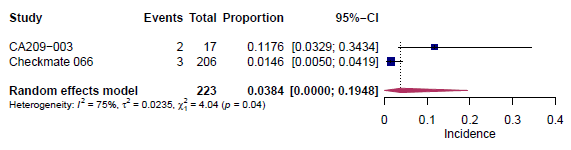 Study Events Total Proportion 95%−CI
CA209−003 2 17 0.1176 [0.0329; 0.3434]
Checkmate 066 3 206 0.0146 [0.0050; 0.0419]
Random effects model 223 0.0384 [0.0000; 0.1948]
Heterogeneity: I² = 75%, τ² = 0.0235, χ²₁ = 4.04 (p = 0.04)
0 0.1 0.2 0.3 0.4
Incidence